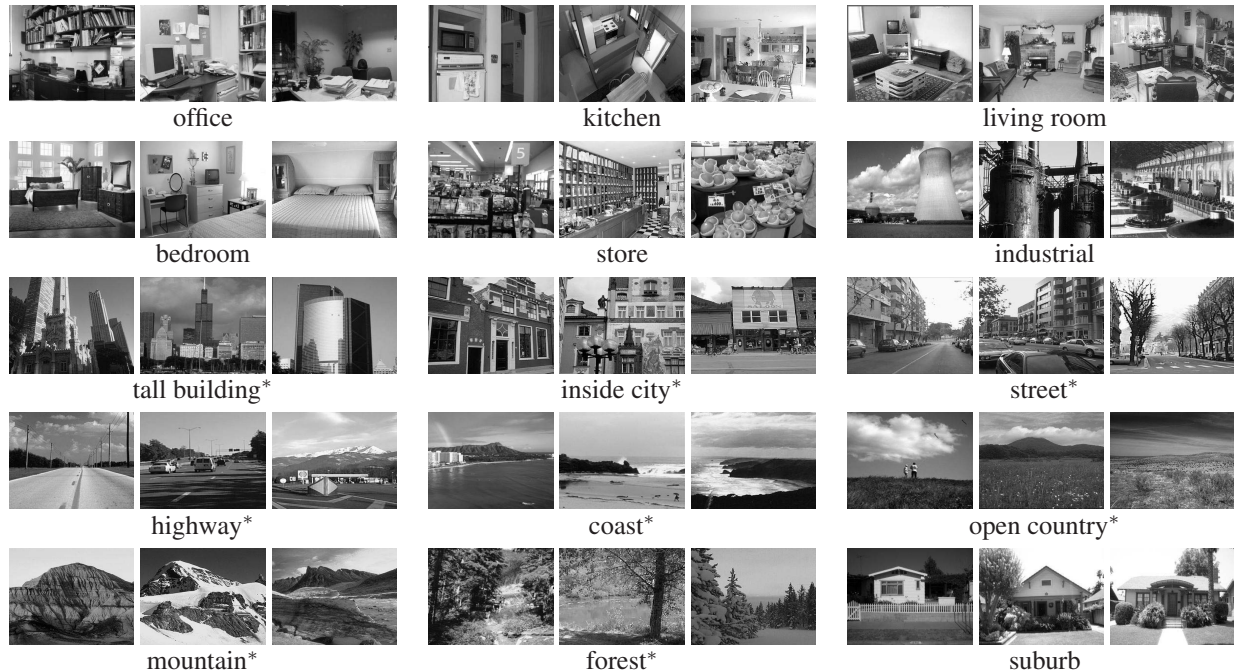 office
kitchen
living room
5
bedroom
store
industrial
tall building*
inside city*
street*
highway*
coast*
open country*
mountain*
forest*
suburb